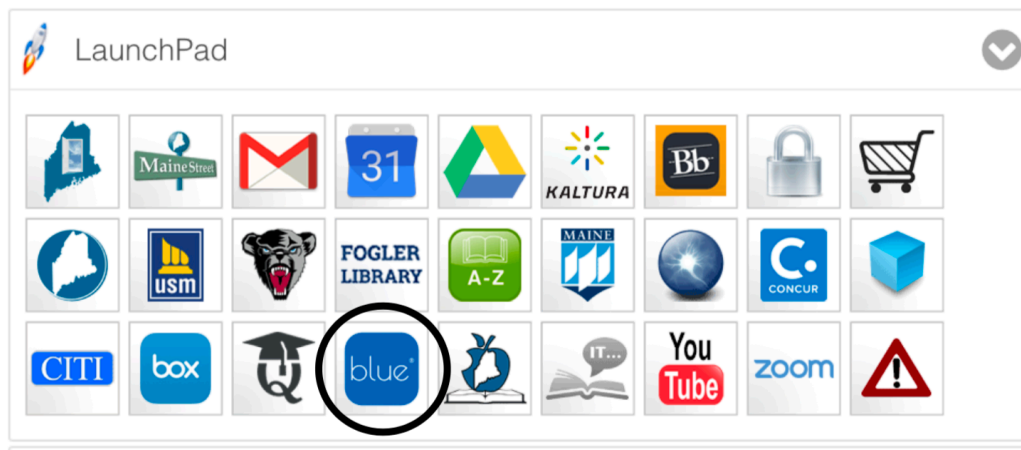 LaunchPad
MaineStreet
31
KALTURA
Bb
usm
FOGLER
LIBRARY
A-Z
MAINE
C.
CONCUR
CITI
box
Q
blue
IT...
You
Tube
zoom
!